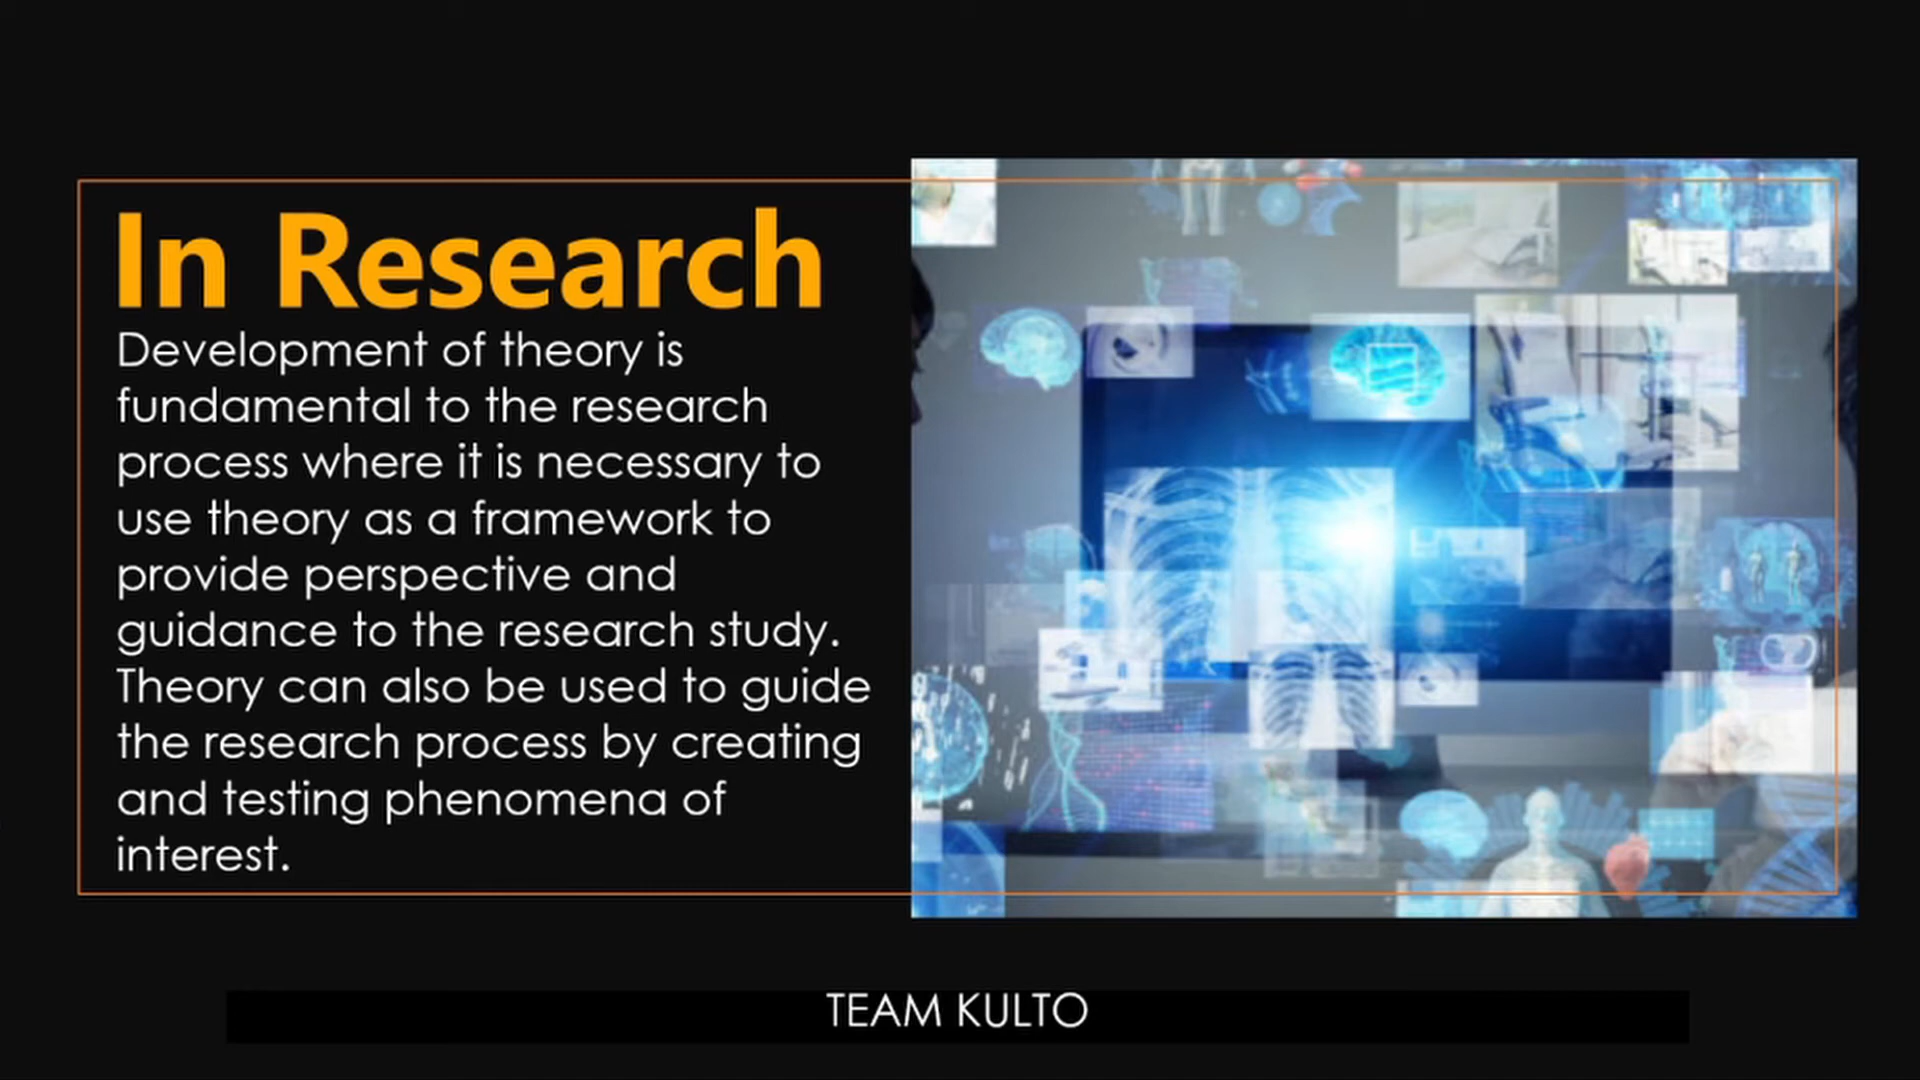 In Research
Development of theory is
fundamental to the research
process where it is necessary to
use theory as a framework to
provide perspective and
guidance to the research study.
Theory can also be used to guide
the research process by creating
and testing phenomena of
interest.
TEAM KULTO